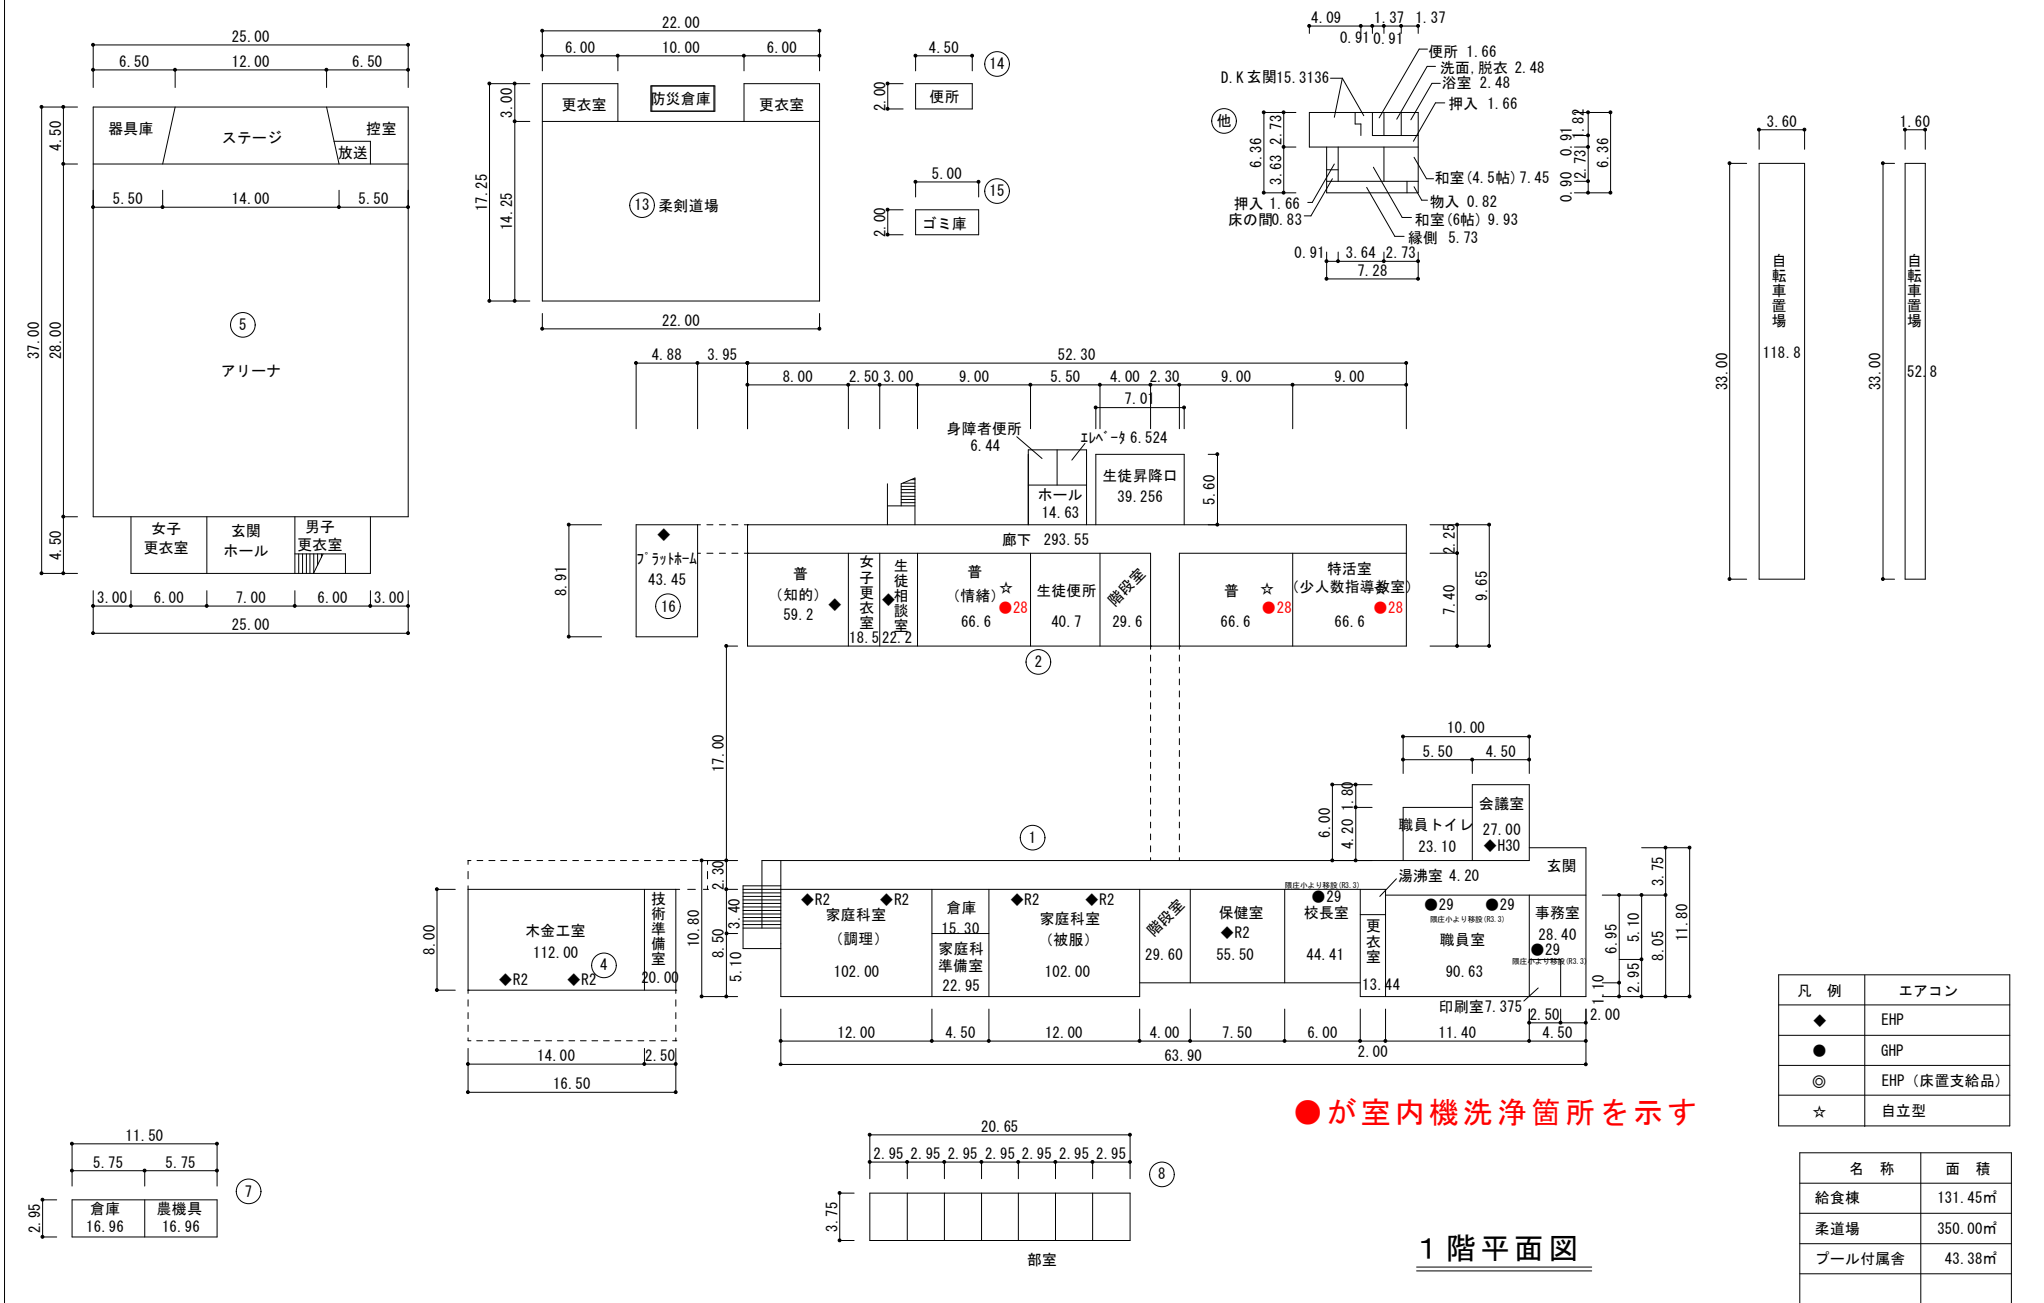 25.00
6.50 12.00 6.50
37.00
4.50
28.00
4.50
器具庫
ステージ
控室
放送
5.50 14.00 5.50
5
アリーナ
女子
更衣室
玄関
ホール
男子
更衣室
3.00 6.00 7.00 6.00 3.00
25.00
22.00
6.00 10.00 6.00
17.25
3.00
14.25
更衣室
防災倉庫
更衣室
13 柔剣道場
22.00
4.50
14
2.00
便所
5.00
15
2.00
ゴミ庫
4.09 1.37 1.37
0.91 0.91
便所 1.66
洗面,脱衣 2.48
浴室 2.48
押入 1.66
D.K玄関15.3136
他
6.36
2.73
3.63
1.82
0.91
2.73
0.90
6.36
和室(4.5帖) 7.45
押入 1.66
床の間0.83
物入 0.82
和室(6帖) 9.93
縁側 5.73
0.91 3.64 2.73
7.28
3.60
33.00
自転車置場
118.8
1.60
33.00
自転車置場
52.8
4.88 3.95 52.30
8.00 2.50 3.00 9.00 5.50 4.00 2.30 9.00 9.00
7.01
身障者便所
6.44
エレベータ 6.524
ホール
14.63
生徒昇降口
39.256
5.60
8.91
◆
プラットホーム
43.45
16
廊下 293.55
普
(知的)
59.2
◆
女子更衣室
18.5
◆
生徒相談室
22.2
普
(情緒)
☆
●28
66.6
生徒便所
40.7
階段室
29.6
普
☆
●28
66.6
特活室
(少人数指導教室)
●28
66.6
2.25
7.40
9.65
2
17.00
1
10.00
5.50 4.50
6.00
1.80
4.20
職員トイレ
23.10
会議室
27.00
◆H30
玄関
湯沸室 4.20
3.75
11.80
6.95
5.10
8.05
2.95
1.10
8.00
木金工室
112.00
4
◆R2 ◆R2
技術準備室
20.00
14.00 2.50
16.50
10.80
2.30
8.50
3.40
5.10
◆R2 ◆R2
家庭科室
(調理)
102.00
倉庫
15.30
家庭科
準備室
22.95
◆R2 ◆R2
家庭科室
(被服)
102.00
階段室
29.60
保健室
◆R2
55.50
隈庄小より移設(R3.3)
●29
校長室
44.41
更衣室
13.44
●29 ●29
隈庄小より移設(R3.3)
職員室
90.63
事務室
28.40
●29
隈庄小より移設(R3.3)
印刷室7.375
2.50 2.00
12.00 4.50 12.00 4.00 7.50 6.00 2.00 11.40 4.50
63.90
●が室内機洗浄箇所を示す
凡 例 エアコン
◆ EHP
● GHP
◎ EHP(床置支給品)
☆ 自立型
名 称 面 積
給食棟 131.45㎡
柔道場 350.00㎡
プール付属舎 43.38㎡
11.50
5.75 5.75
7
2.95
倉庫
16.96
農機具
16.96
20.65
2.95 2.95 2.95 2.95 2.95 2.95 2.95
8
3.75
部室
1階平面図